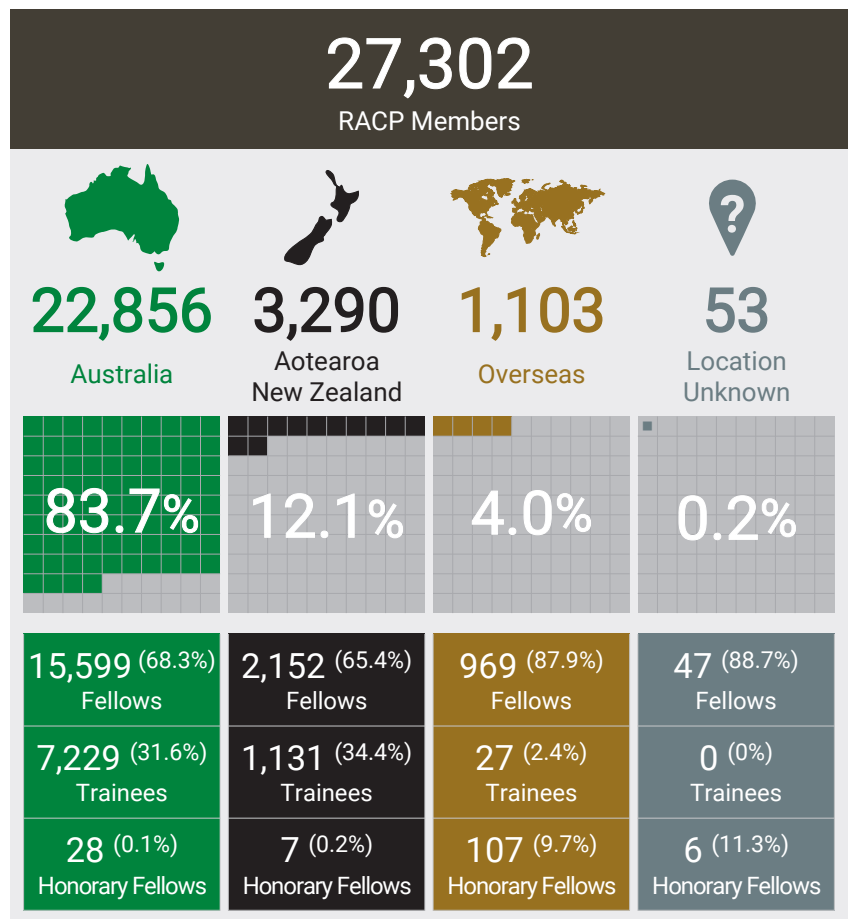 27,302
RACP Members
?
22,856
Australia
3,290
Aotearoa
New Zealand
1,103
Overseas
53
Location
Unknown
83.7%
12.1%
4.0%
0.2%
15,599 (68.3%)
Fellows
2,152 (65.4%)
Fellows
969 (87.9%)
Fellows
47 (88.7%)
Fellows
7,229 (31.6%)
Trainees
1,131 (34.4%)
Trainees
27 (2.4%)
Trainees
0 (0%)
Trainees
28 (0.1%)
Honorary Fellows
7 (0.2%)
Honorary Fellows
107 (9.7%)
Honorary Fellows
6 (11.3%)
Honorary Fellows